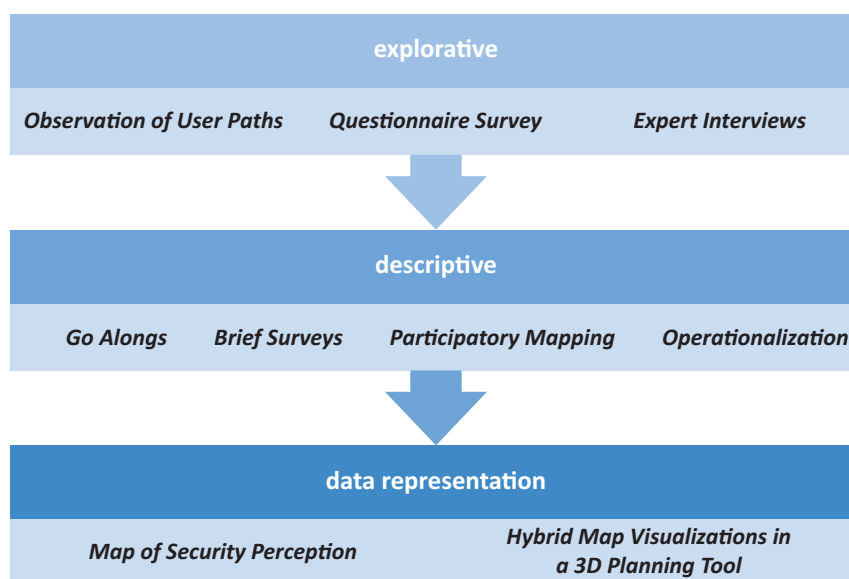 explorative
Observation of User Paths Questionnaire Survey Expert Interviews
descriptive
Go Alongs Brief Surveys Participatory Mapping Operationalization
data representation
Map of Security Perception
Hybrid Map Visualizations in
a 3D Planning Tool